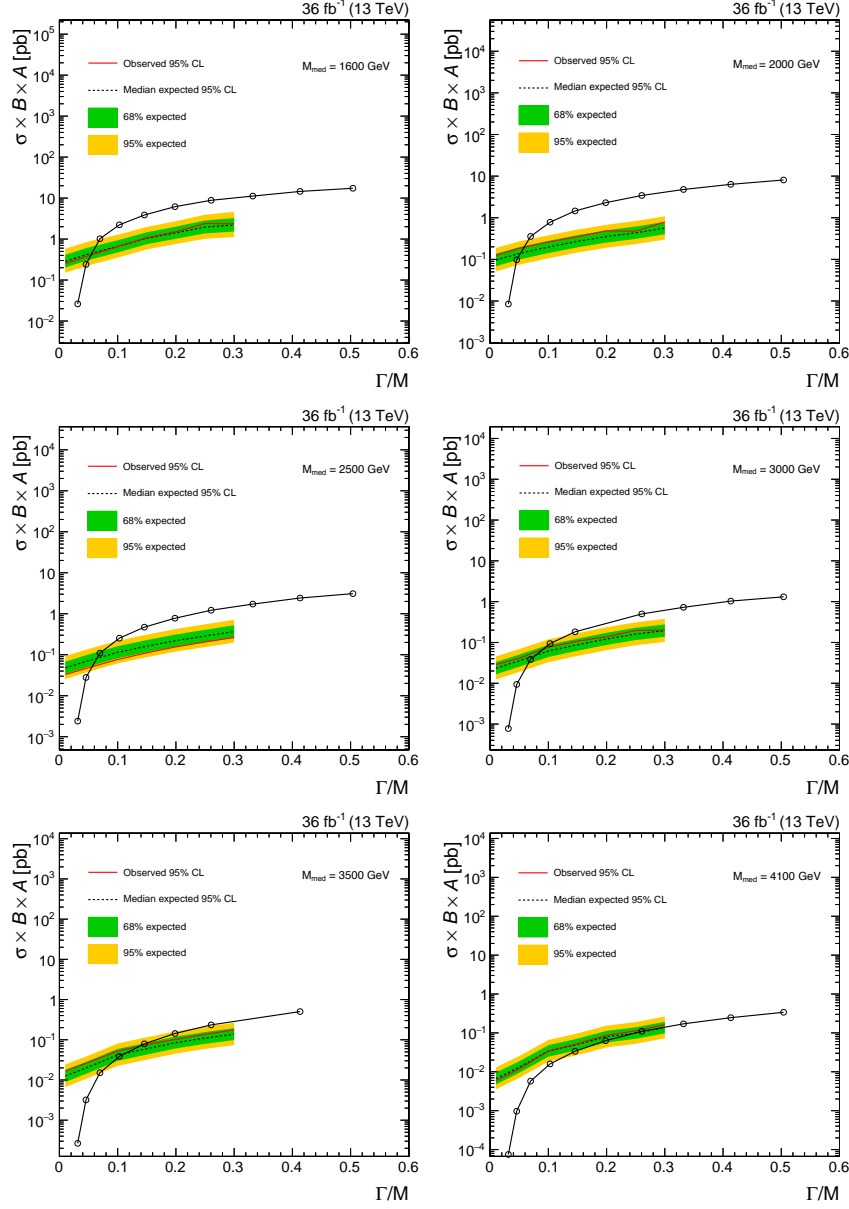 36 fb⁻¹ (13 TeV)
σ × B × A [pb]
10⁵
10⁴
10³
10²
10
1
10⁻¹
10⁻²
Observed 95% CL
Median expected 95% CL
68% expected
95% expected
M_med = 1600 GeV
0 0.1 0.2 0.3 0.4 0.5 0.6
Γ/M
36 fb⁻¹ (13 TeV)
σ × B × A [pb]
10⁴
10³
10²
10
1
10⁻¹
10⁻²
10⁻³
Observed 95% CL
Median expected 95% CL
68% expected
95% expected
M_med = 2000 GeV
0 0.1 0.2 0.3 0.4 0.5 0.6
Γ/M
36 fb⁻¹ (13 TeV)
σ × B × A [pb]
10⁴
10³
10²
10
1
10⁻¹
10⁻²
10⁻³
Observed 95% CL
Median expected 95% CL
68% expected
95% expected
M_med = 2500 GeV
0 0.1 0.2 0.3 0.4 0.5 0.6
Γ/M
36 fb⁻¹ (13 TeV)
σ × B × A [pb]
10⁴
10³
10²
10
1
10⁻¹
10⁻²
10⁻³
Observed 95% CL
Median expected 95% CL
68% expected
95% expected
M_med = 3000 GeV
0 0.1 0.2 0.3 0.4 0.5 0.6
Γ/M
36 fb⁻¹ (13 TeV)
σ × B × A [pb]
10⁴
10³
10²
10
1
10⁻¹
10⁻²
10⁻³
Observed 95% CL
Median expected 95% CL
68% expected
95% expected
M_med = 3500 GeV
0 0.1 0.2 0.3 0.4 0.5 0.6
Γ/M
36 fb⁻¹ (13 TeV)
σ × B × A [pb]
10⁴
10³
10²
10
1
10⁻¹
10⁻²
10⁻³
10⁻⁴
Observed 95% CL
Median expected 95% CL
68% expected
95% expected
M_med = 4100 GeV
0 0.1 0.2 0.3 0.4 0.5 0.6
Γ/M